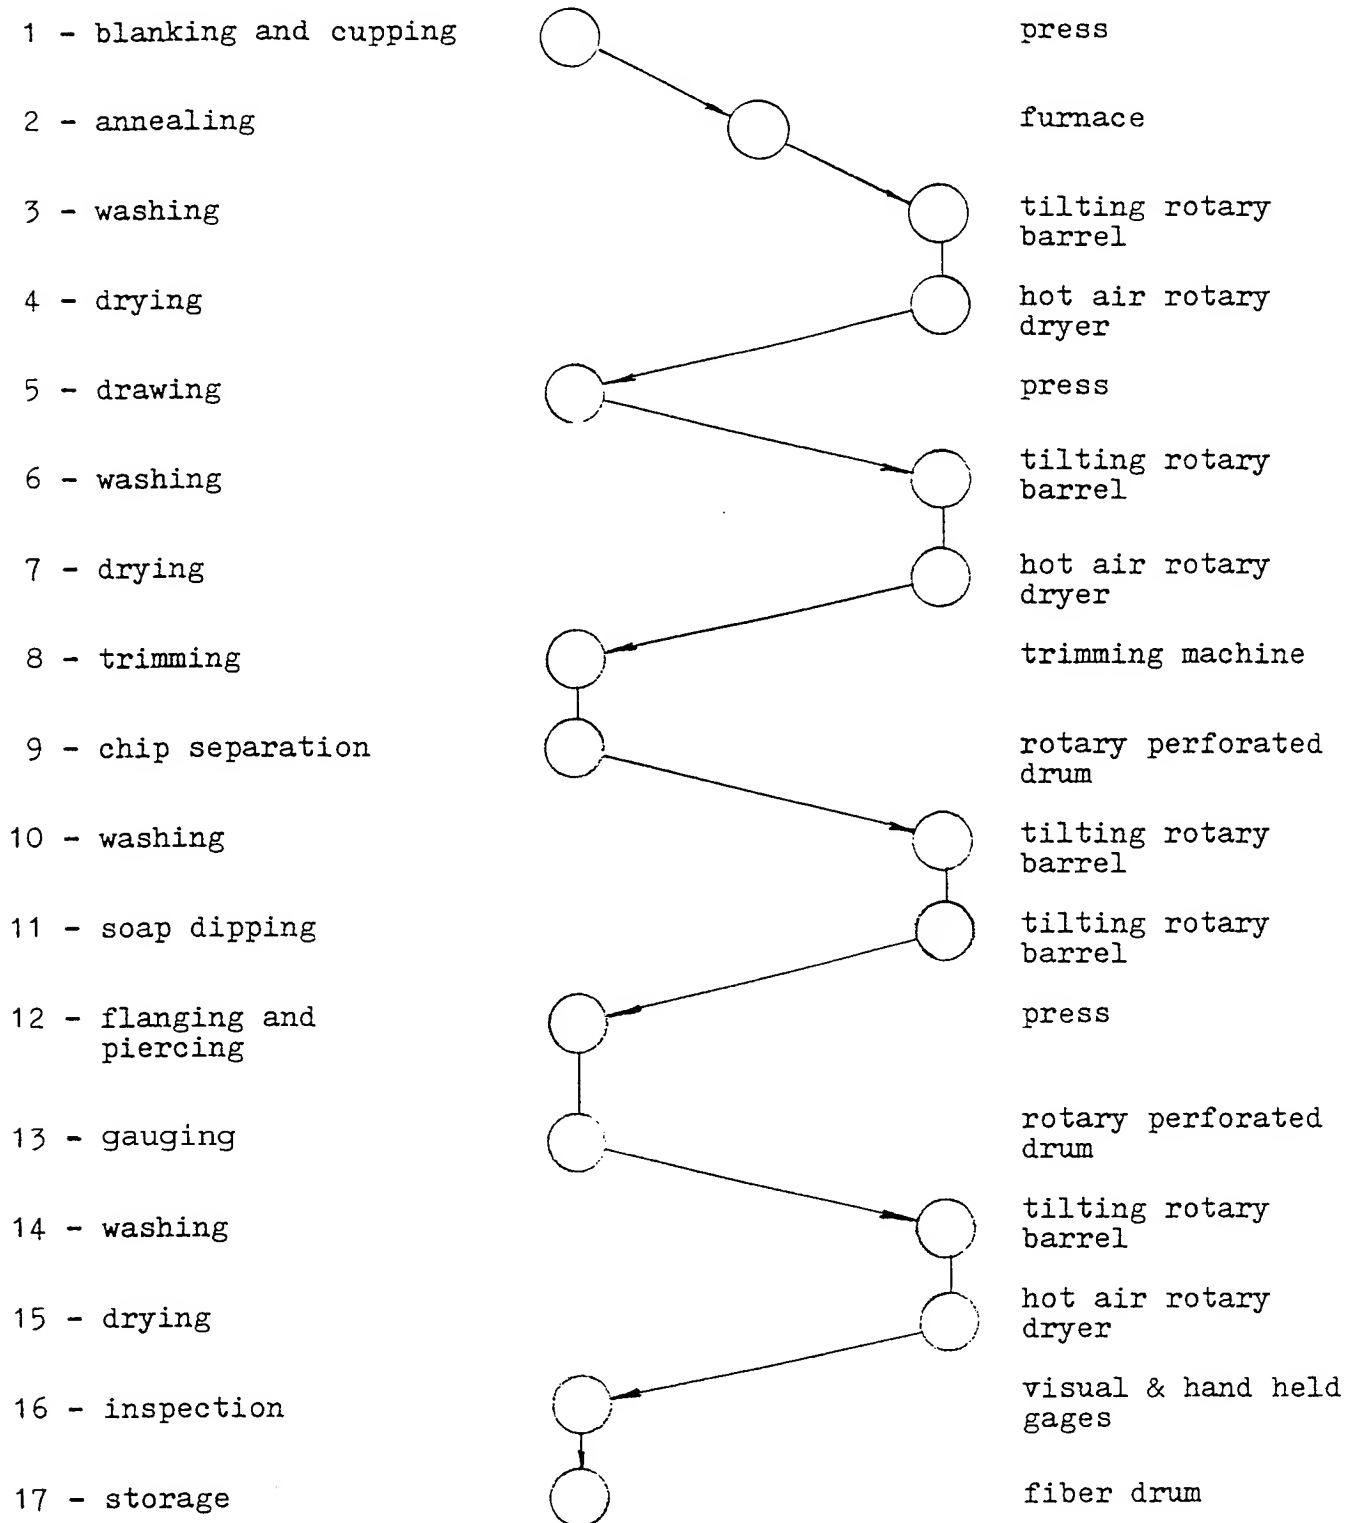 1 - blanking and cupping press
2 - annealing furnace
3 - washing tilting rotary
barrel
4 - drying hot air rotary
dryer
5 - drawing press
6 - washing tilting rotary
barrel
7 - drying hot air rotary
dryer
8 - trimming trimming machine
9 - chip separation rotary perforated
drum
10 - washing tilting rotary
barrel
11 - soap dipping tilting rotary
barrel
12 - flanging and press
piercing
13 - gauging rotary perforated
drum
14 - washing tilting rotary
barrel
15 - drying hot air rotary
dryer
16 - inspection visual & hand held
gages
17 - storage fiber drum